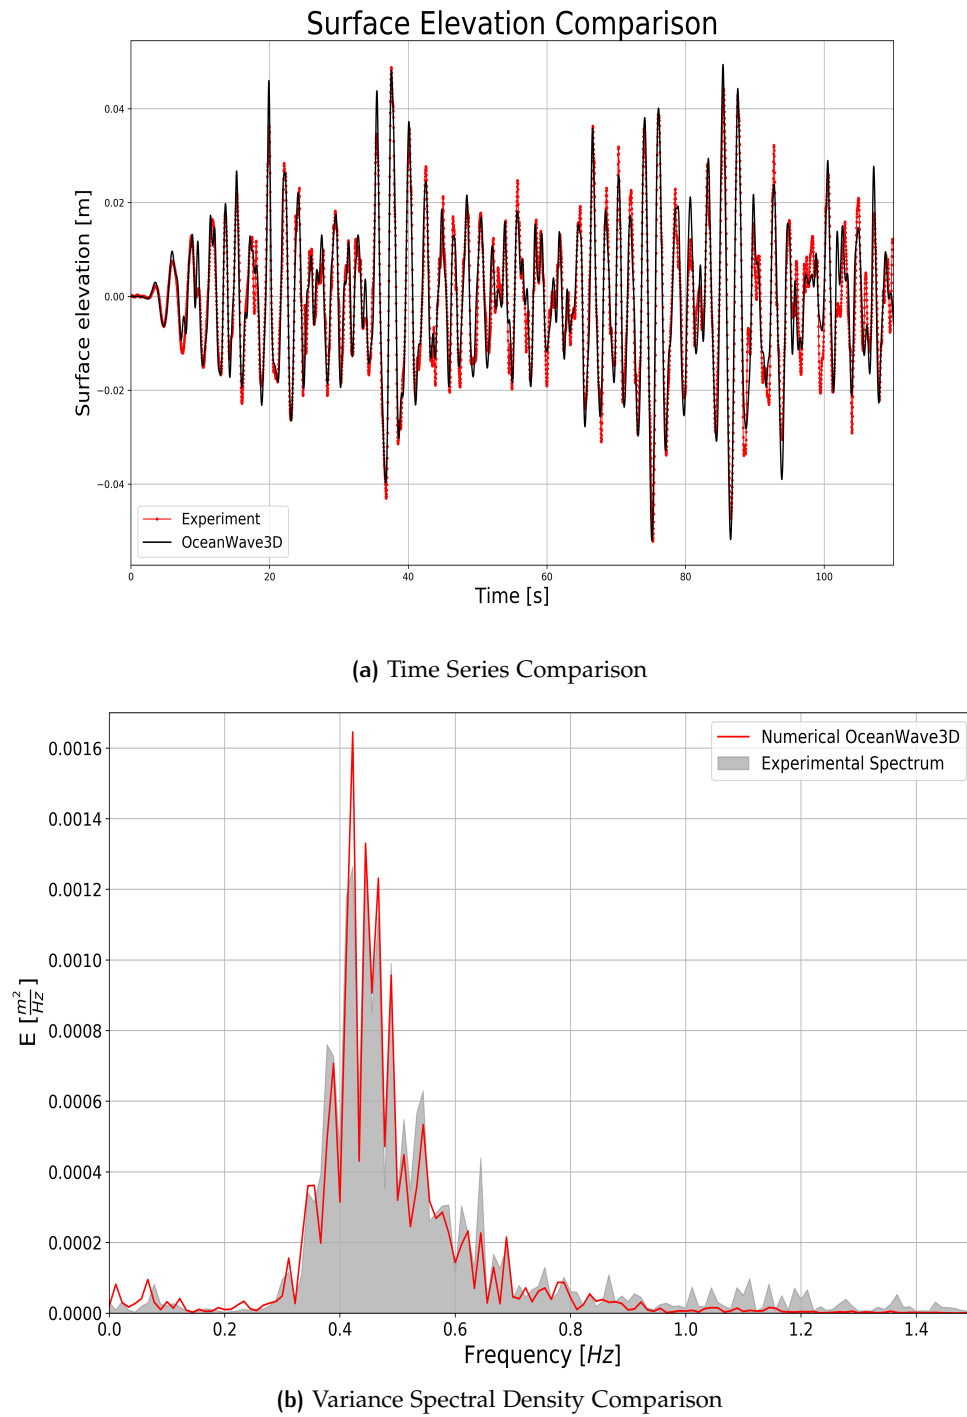 Surface Elevation Comparison
0.04
0.02
0.00
−0.02
−0.04
Surface elevation [m]
Experiment
OceanWave3D
0 20 40 60 80 100
Time [s]
(a) Time Series Comparison
0.0016
0.0014
0.0012
0.0010
0.0008
0.0006
0.0004
0.0002
0.0000
E [m²/Hz]
Numerical OceanWave3D
Experimental Spectrum
0.0 0.2 0.4 0.6 0.8 1.0 1.2 1.4
Frequency [Hz]
(b) Variance Spectral Density Comparison